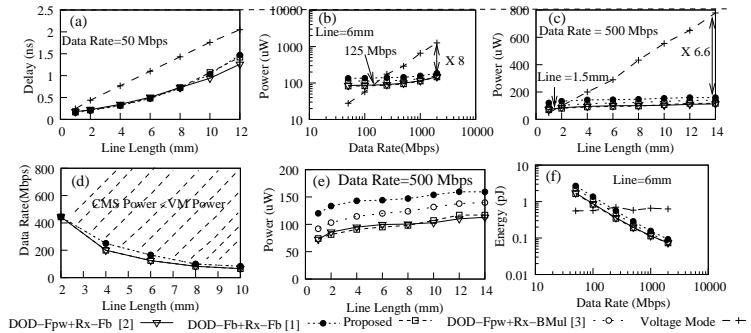 (a)
Data Rate=50 Mbps
Delay (ns)
2.5
2
1.5
1
0.5
0
0 2 4 6 8 10 12
Line Length (mm)
(b)
Line=6mm
125 Mbps
X 8
Power (uW)
10000
1000
100
10
10 100 1000 10000
Data Rate(Mbps)
(c)
Data Rate = 500 Mbps
X 6.6
Line =1.5mm
Power (uW)
800
600
400
200
0
0 2 4 6 8 10 12 14
Line Length (mm)
(d)
CMS Power <VM Power
Data Rate(Mbps)
800
600
400
200
0
2 4 6 8 10
Line Length (mm)
(e)
Data Rate=500 Mbps
Power (uW)
200
150
100
50
0
0 2 4 6 8 10 12 14
Line Length (mm)
(f)
Line=6mm
Energy (pJ)
10
1
0.1
0.01
10 100 1000 10000
Data Rate (Mbps)
DOD-Fpw+Rx-Fb [2] DOD-Fb+Rx-Fb [1] Proposed DOD-Fpw+Rx-BMul [3] Voltage Mode